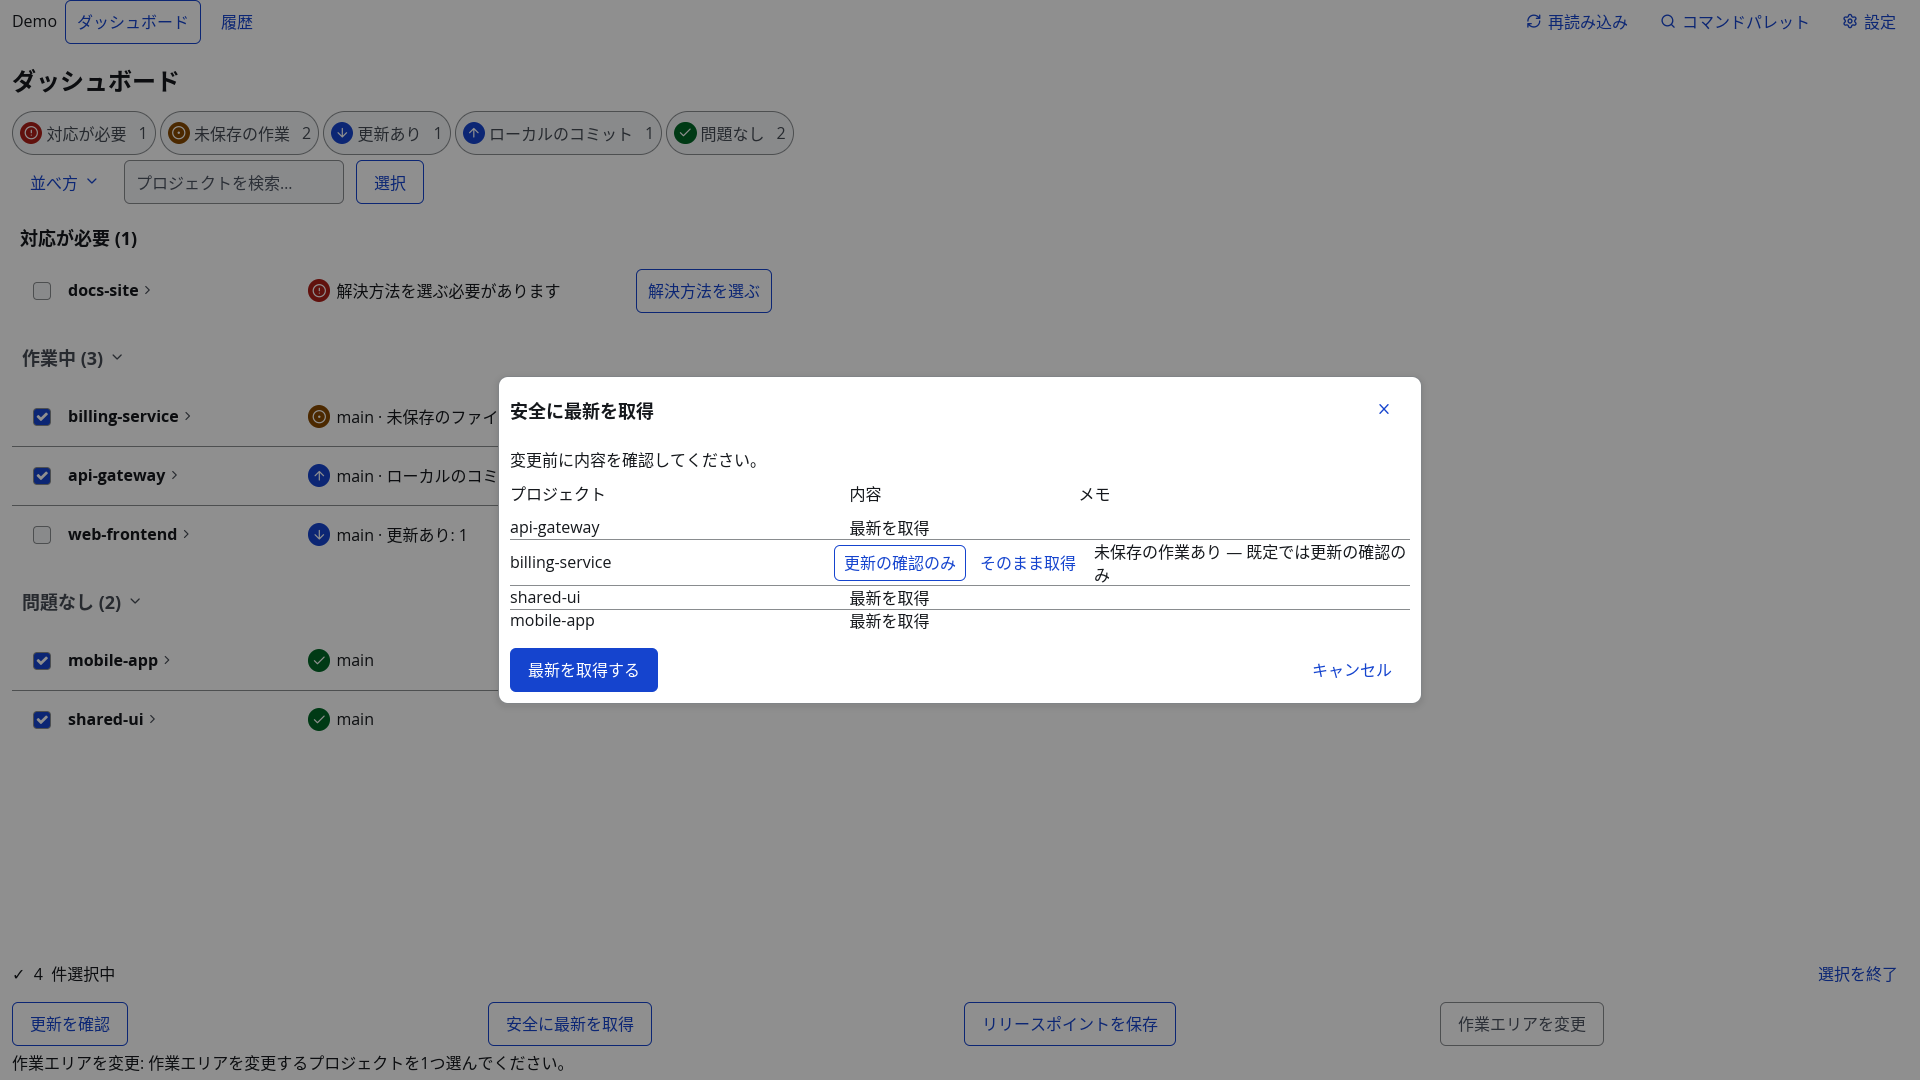 Demo ダッシュボード 履歴 再読み込み コマンドパレット 設定
ダッシュボード
対応が必要 1 未保存の作業 2 更新あり 1 ローカルのコミット 1 問題なし 2
並べ方 プロジェクトを検索... 選択
対応が必要 (1)
docs-site 解決方法を選ぶ必要があります 解決方法を選ぶ
作業中 (3)
billing-service main · 未保存のファイ
api-gateway main · ローカルのコミ
web-frontend main · 更新あり: 1
問題なし (2)
mobile-app main
shared-ui main
安全に最新を取得
変更前に内容を確認してください。
プロジェクト 内容 メモ
api-gateway 最新を取得
billing-service 更新の確認のみ そのまま取得 未保存の作業あり — 既定では更新の確認の
み
shared-ui 最新を取得
mobile-app 最新を取得
最新を取得する キャンセル
✓ 4 件選択中 選択を終了
更新を確認 安全に最新を取得 リリースポイントを保存 作業エリアを変更
作業エリアを変更: 作業エリアを変更するプロジェクトを1つ選んでください。